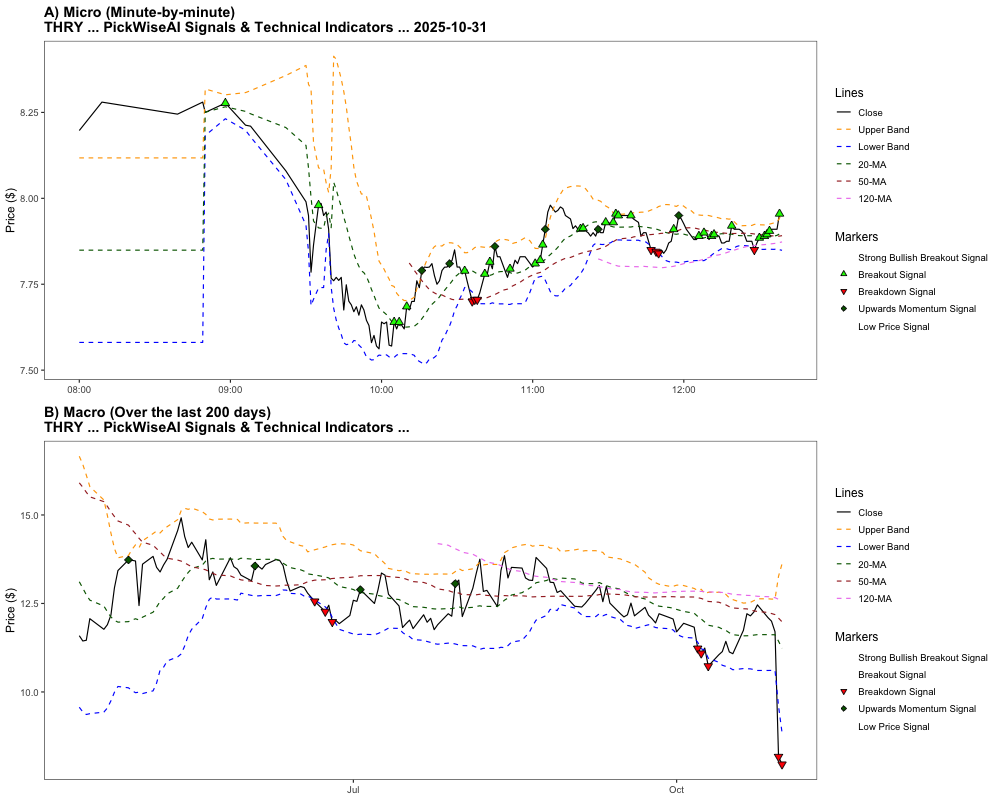 A) Micro (Minute-by-minute)
THRY ... PickWiseAI Signals & Technical Indicators ... 2025-10-31
Price ($)
8.25
8.00
7.75
7.50
08:00
09:00
10:00
11:00
12:00
Lines
Close
Upper Band
Lower Band
20-MA
50-MA
120-MA
Markers
Strong Bullish Breakout Signal
Breakout Signal
Breakdown Signal
Upwards Momentum Signal
Low Price Signal
B) Macro (Over the last 200 days)
THRY ... PickWiseAI Signals & Technical Indicators ...
Price ($)
15.0
12.5
10.0
Jul
Oct
Lines
Close
Upper Band
Lower Band
20-MA
50-MA
120-MA
Markers
Strong Bullish Breakout Signal
Breakout Signal
Breakdown Signal
Upwards Momentum Signal
Low Price Signal